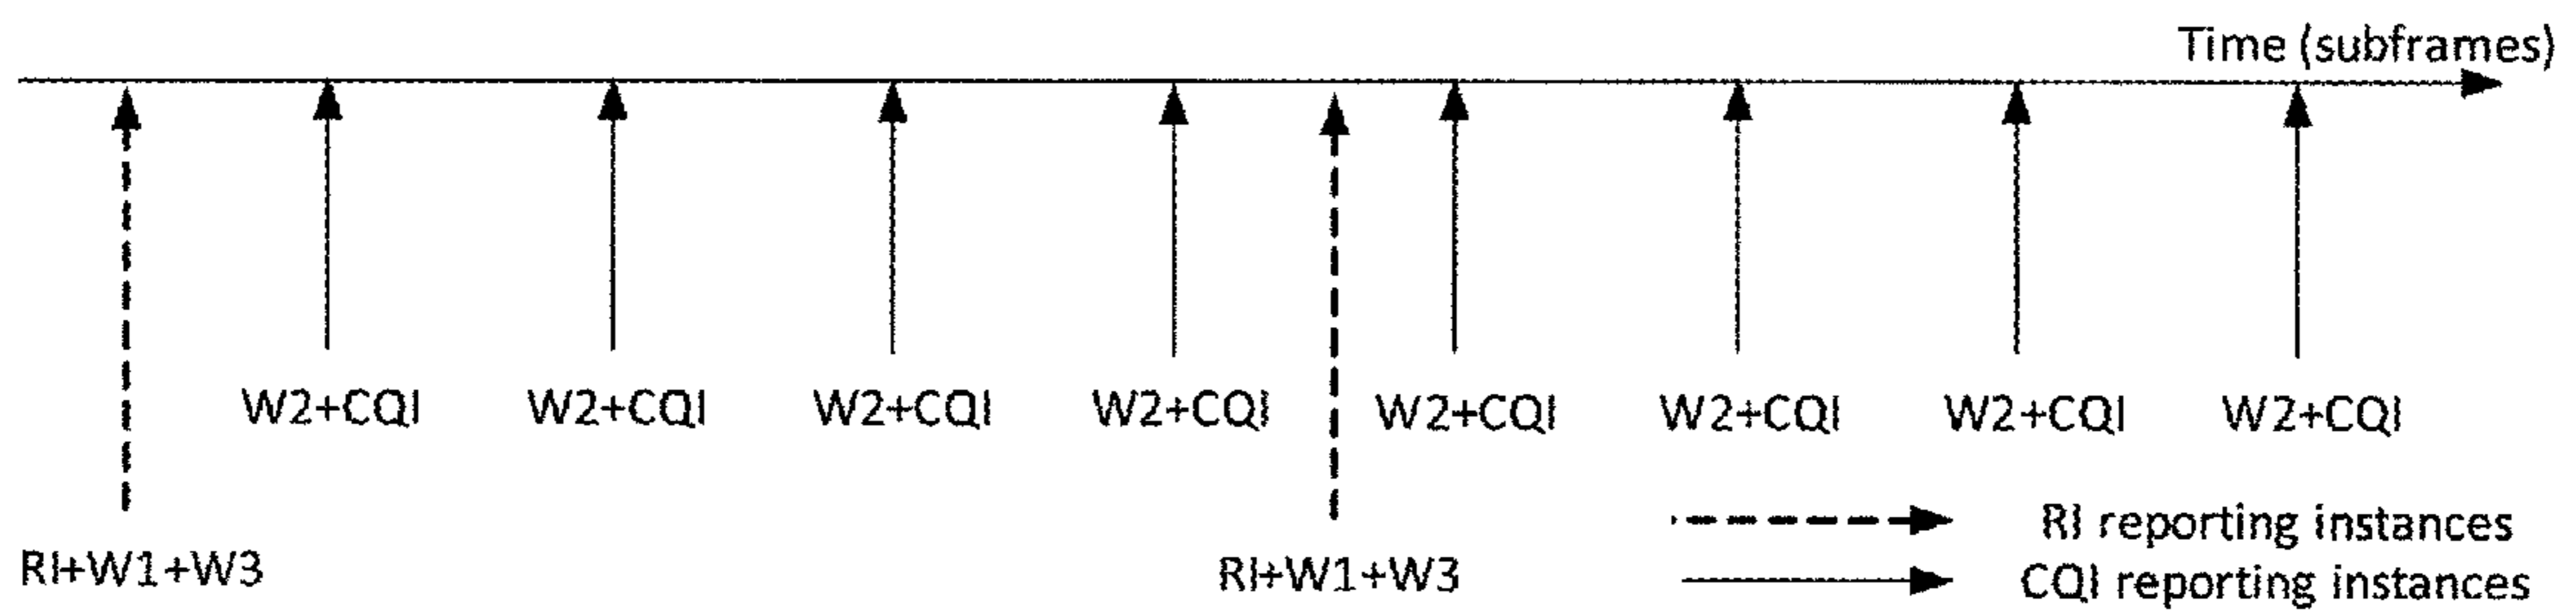 Time (subframes)
W2+CQI W2+CQI W2+CQI W2+CQI W2+CQI W2+CQI W2+CQI W2+CQI
RI+W1+W3 RI+W1+W3
RI reporting instances
CQI reporting instances